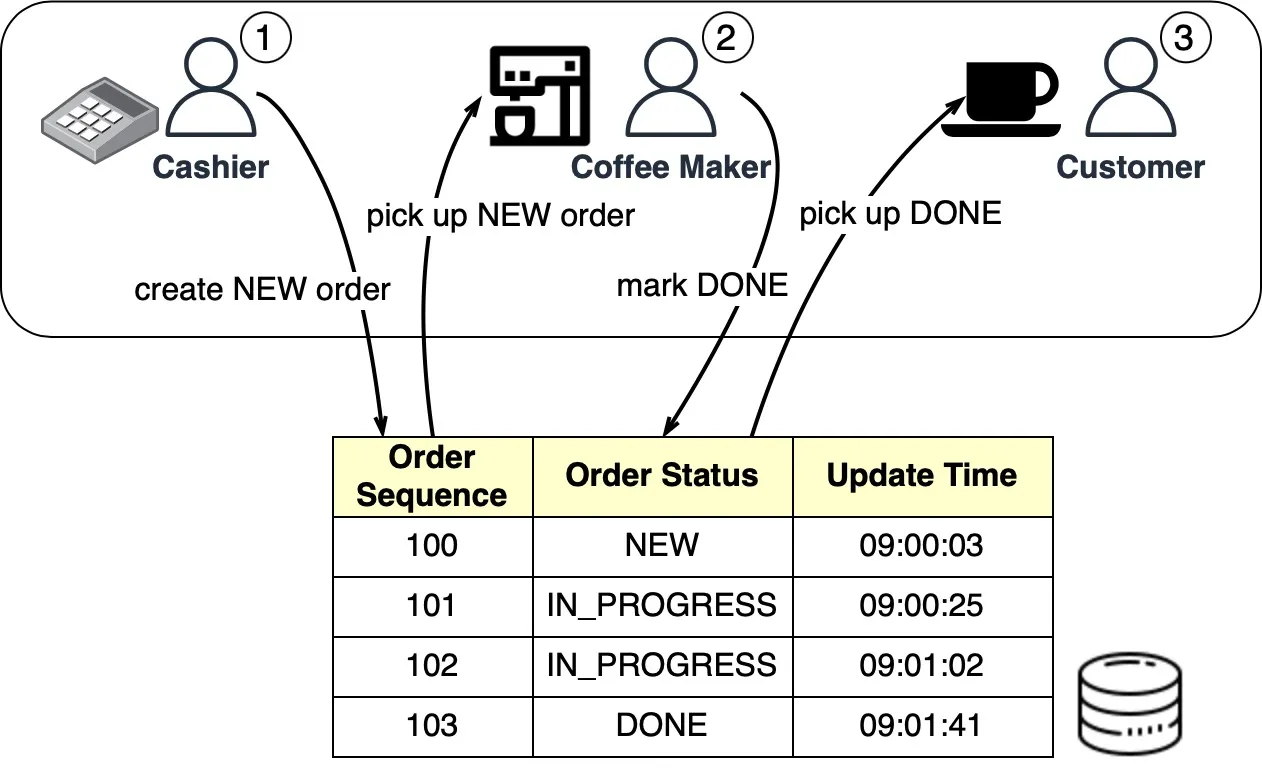 1
2
3
Cashier
Coffee Maker
Customer
pick up NEW order
pick up DONE
create NEW order
mark DONE
Order
Sequence
Order Status
Update Time
100
NEW
09:00:03
101
IN_PROGRESS
09:00:25
102
IN_PROGRESS
09:01:02
103
DONE
09:01:41